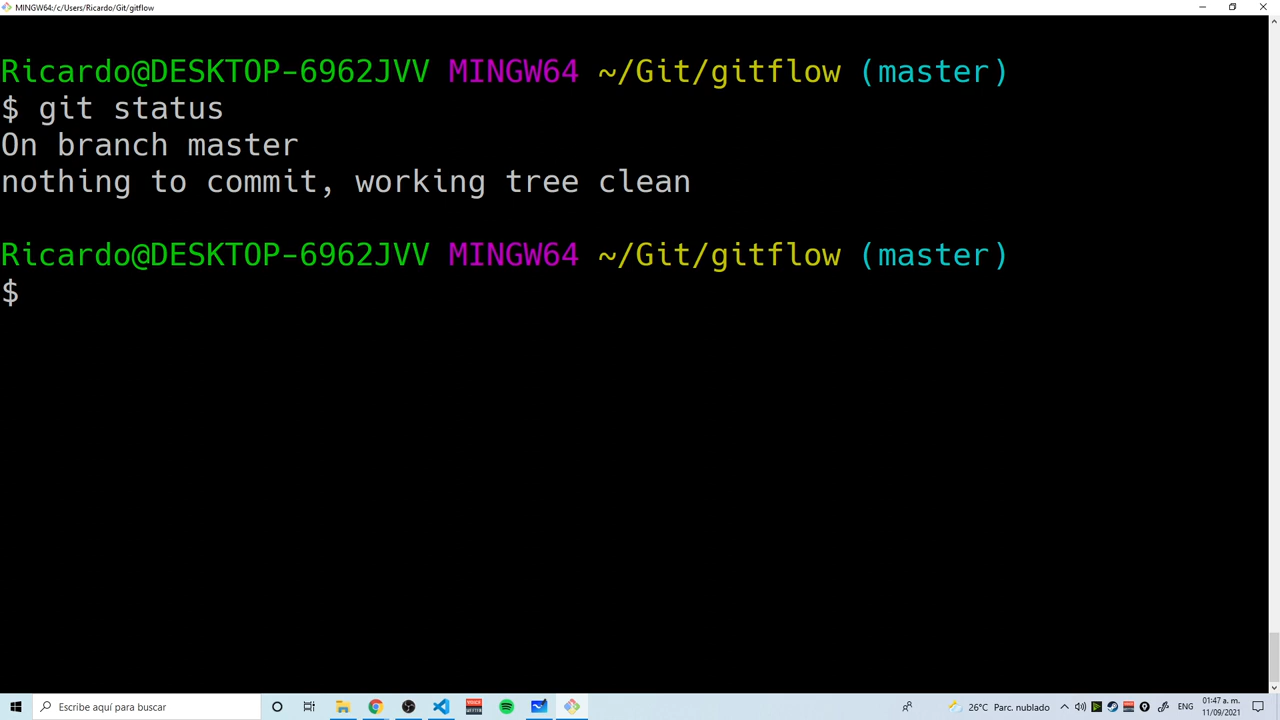 MINGW64:/c/Users/Ricardo/Git/gitflow
Ricardo@DESKTOP-6962JVV MINGW64 ~/Git/gitflow (master)
$ git status
On branch master
nothing to commit, working tree clean
Ricardo@DESKTOP-6962JVV MINGW64 ~/Git/gitflow (master)
$
Escribe aquí para buscar
26°C Parc. nublado
ENG
01:47 a. m.
11/09/2021